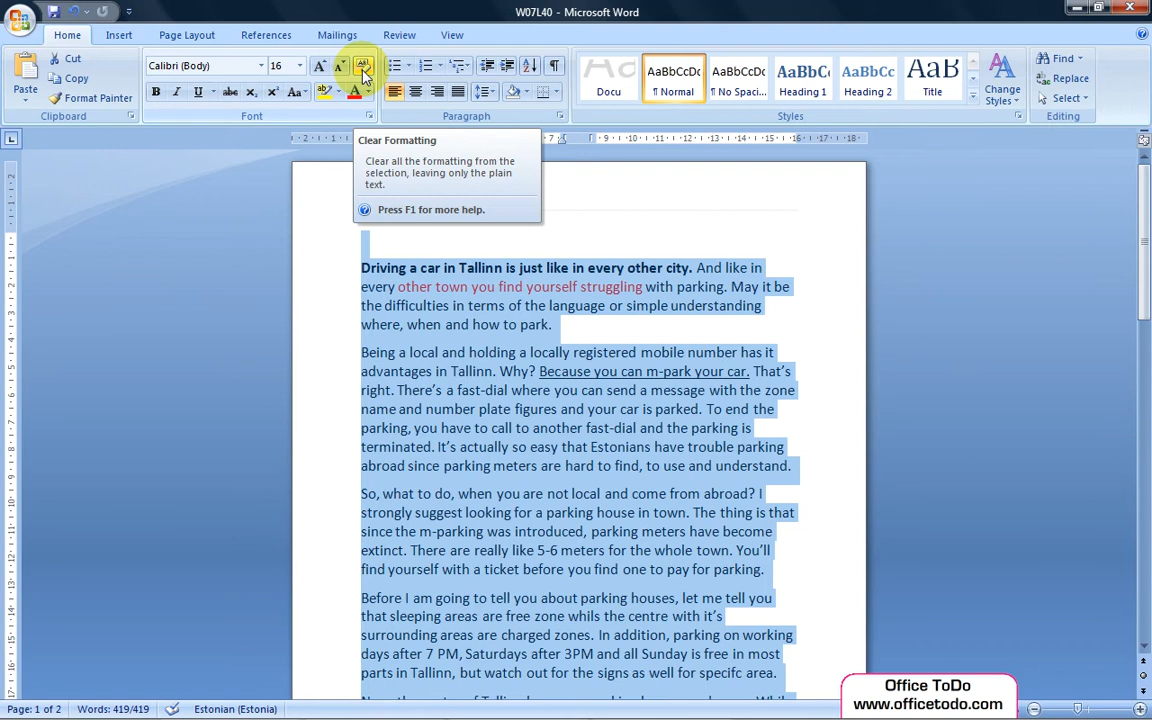 W07L40 - Microsoft Word
Home Insert Page Layout References Mailings Review View
Paste
Cut
Copy
Format Painter
Clipboard
Calibri (Body) 16
Font
Paragraph
AaBbCcDc AaBbCcDc AaBbCc AaBbCc AaB
Docu ¶ Normal ¶ No Spaci... Heading 1 Heading 2 Title
Change
Styles
Styles
Find
Replace
Select
Editing
Clear Formatting
Clear all the formatting from the
selection, leaving only the plain
text.
Press F1 for more help.
Driving a car in Tallinn is just like in every other city. And like in
every other town you find yourself struggling with parking. May it be
the difficulties in terms of the language or simple understanding
where, when and how to park.
Being a local and holding a locally registered mobile number has it
advantages in Tallinn. Why? Because you can m-park your car. That's
right. There's a fast-dial where you can send a message with the zone
name and number plate figures and your car is parked. To end the
parking, you have to call to another fast-dial and the parking is
terminated. It's actually so easy that Estonians have trouble parking
abroad since parking meters are hard to find, to use and understand.
So, what to do, when you are not local and come from abroad? I
strongly suggest looking for a parking house in town. The thing is that
since the m-parking was introduced, parking meters have become
extinct. There are really like 5-6 meters for the whole town. You'll
find yourself with a ticket before you find one to pay for parking.
Before I am going to tell you about parking houses, let me tell you
that sleeping areas are free zone whils the centre with it's
surrounding areas are charged zones. In addition, parking on working
days after 7 PM, Saturdays after 3PM and all Sunday is free in most
parts in Tallinn, but watch out for the signs as well for specifc area.
Office ToDo
www.officetodo.com
Page: 1 of 2 Words: 419/419 Estonian (Estonia)